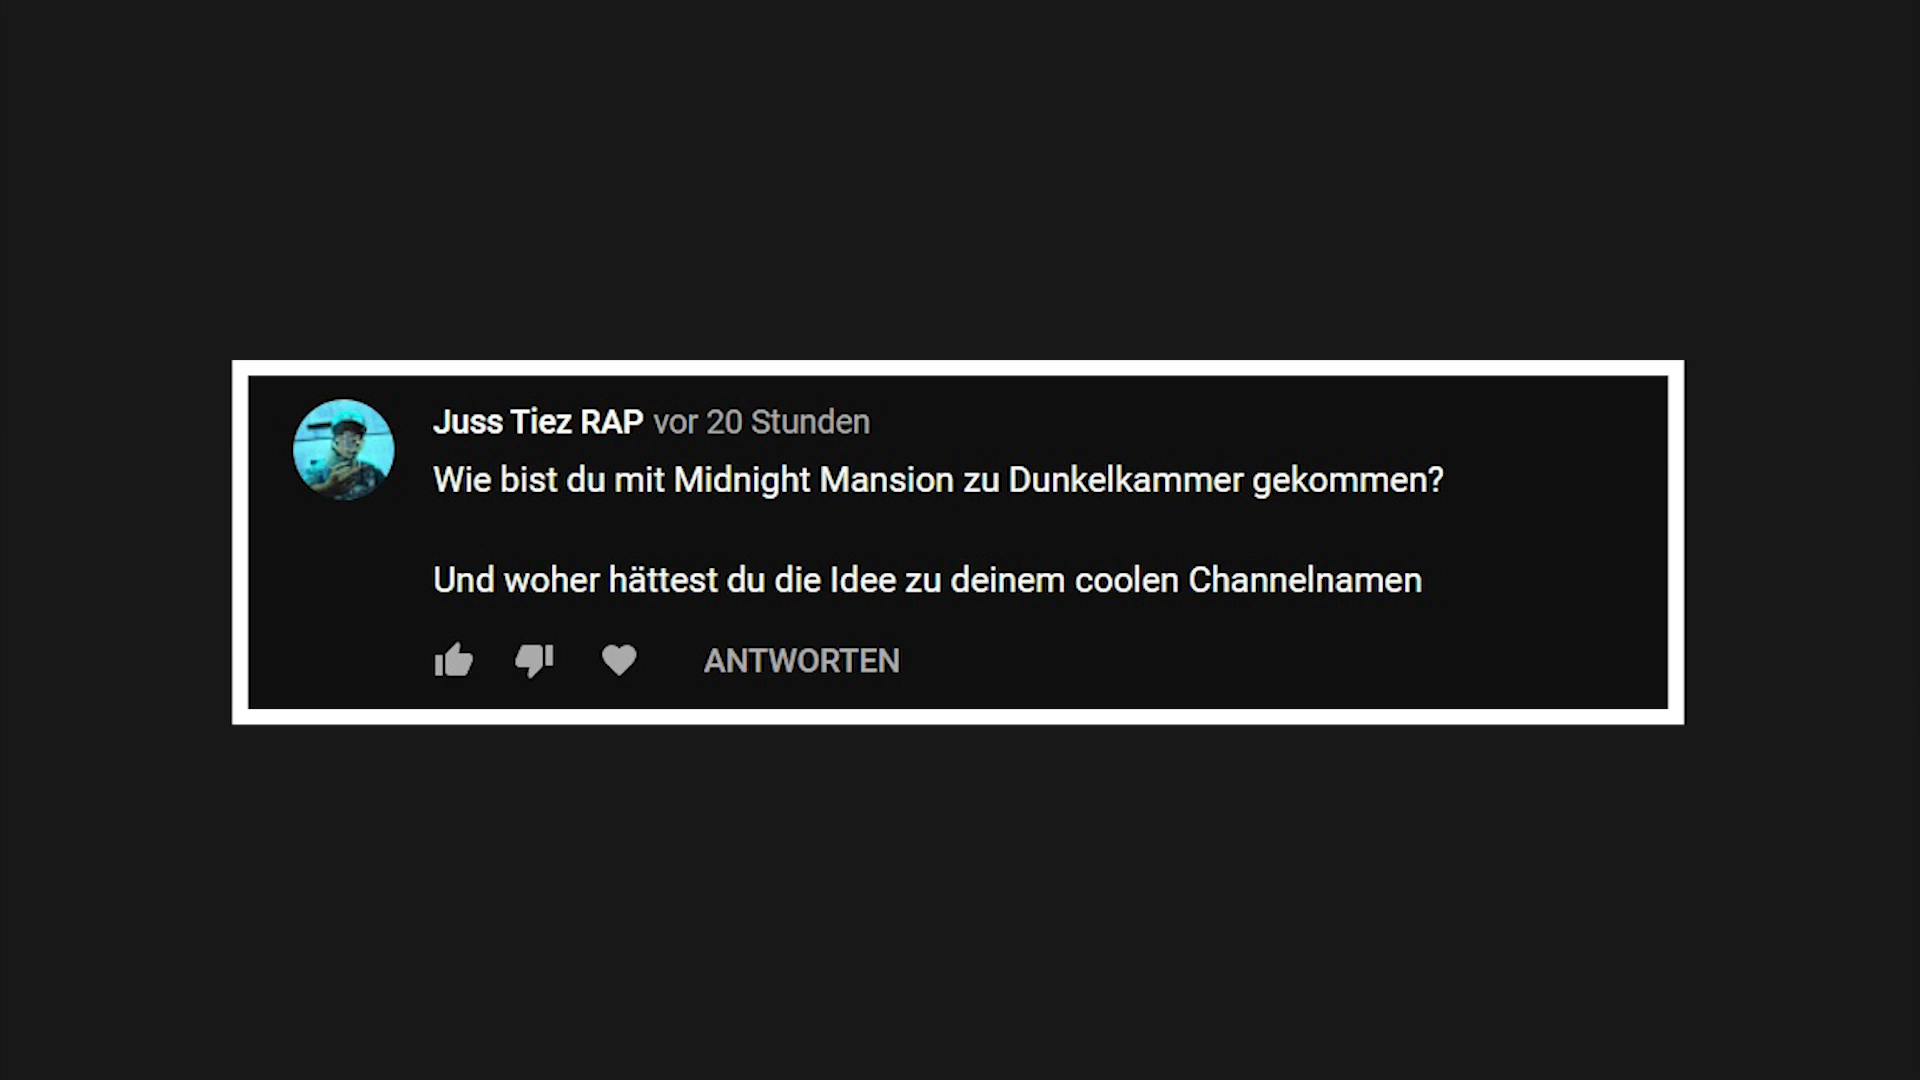 Juss Tiez RAP vor 20 Stunden
Wie bist du mit Midnight Mansion zu Dunkelkammer gekommen?
Und woher hättest du die Idee zu deinem coolen Channelnamen
ANTWORTEN